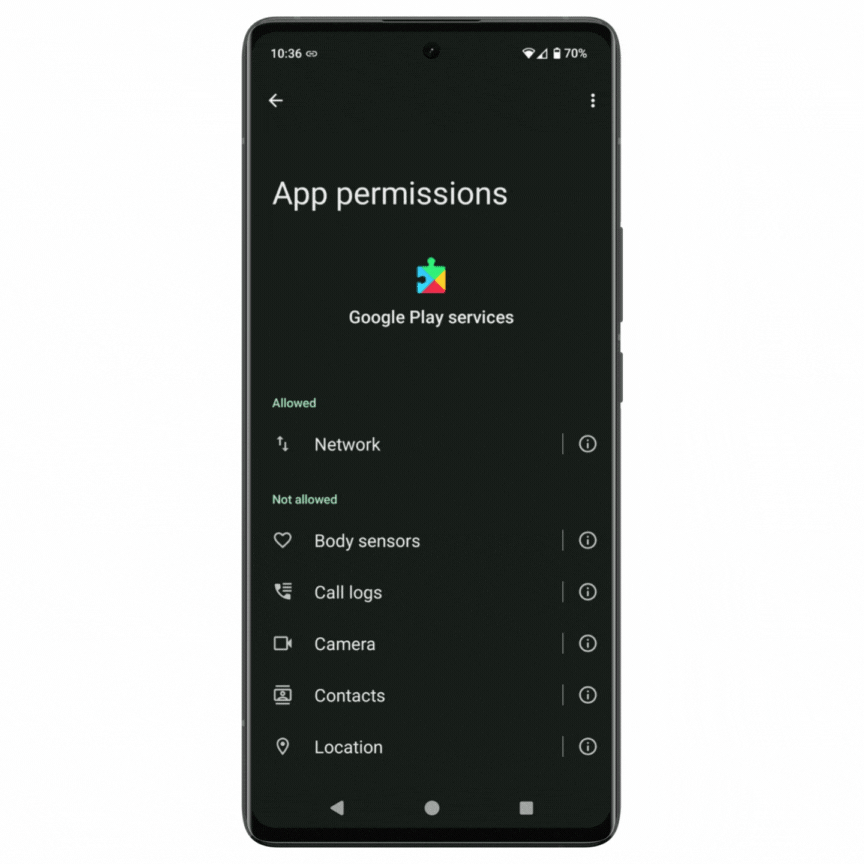 10:36 70%
App permissions
Google Play services
Allowed
Network
Not allowed
Body sensors
Call logs
Camera
Contacts
Location